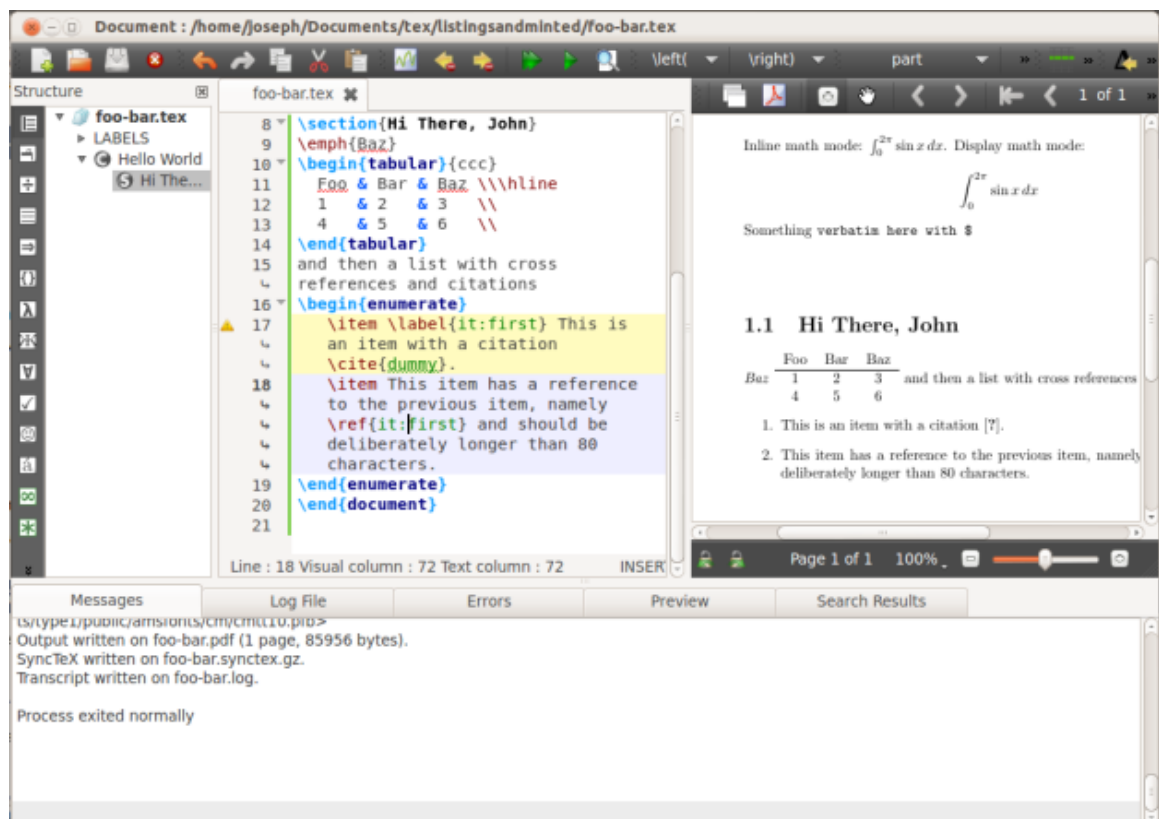 Document : /home/joseph/Documents/tex/listingsandminted/foo-bar.tex
\left(
\right)
part
Structure
foo-bar.tex
LABELS
Hello World
Hi The...
foo-bar.tex
8 \section{Hi There, John}
9 \emph{Baz}
10 \begin{tabular}{ccc}
11 Foo & Bar & Baz \\\hline
12 1 & 2 & 3 \\
13 4 & 5 & 6 \\
14 \end{tabular}
15 and then a list with cross
references and citations
16 \begin{enumerate}
17 \item \label{it:first} This is
an item with a citation
\cite{dummy}.
18 \item This item has a reference
to the previous item, namely
\ref{it:first} and should be
deliberately longer than 80
characters.
19 \end{enumerate}
20 \end{document}
21
Line : 18 Visual column : 72 Text column : 72 INSER
1 of 1
Inline math mode: ∫₀²π sin x dx. Display math mode:
∫₀²π sin x dx
Something verbatim here with $
1.1 Hi There, John
Foo Bar Baz
Baz 1 2 3 and then a list with cross references
4 5 6
1. This is an item with a citation [?].
2. This item has a reference to the previous item, namely
deliberately longer than 80 characters.
Page 1 of 1 100%
Messages
Log File
Errors
Preview
Search Results
ts/type1/public/amsfonts/cm/cmtt10.pfb>
Output written on foo-bar.pdf (1 page, 85956 bytes).
SyncTeX written on foo-bar.synctex.gz.
Transcript written on foo-bar.log.
Process exited normally